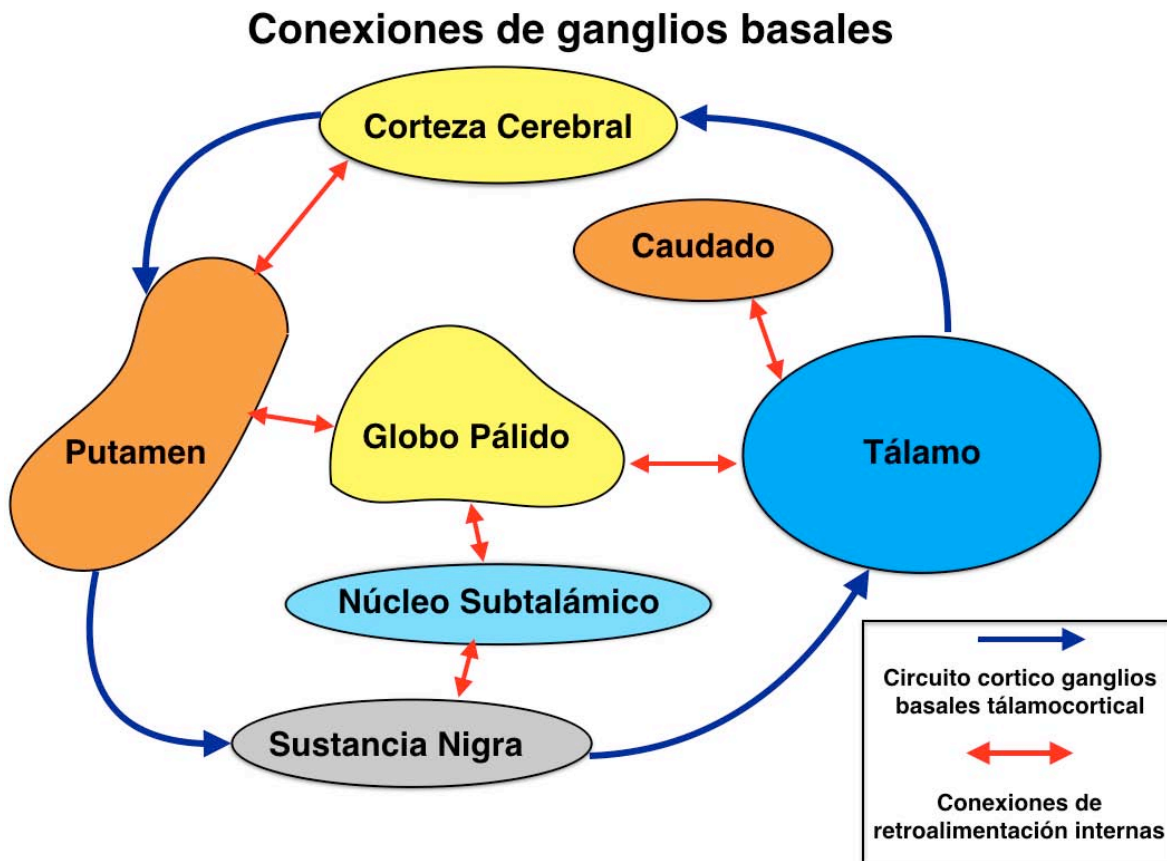 Conexiones de ganglios basales
Corteza Cerebral
Caudado
Putamen
Globo Pálido
Tálamo
Núcleo Subtalámico
Sustancia Nigra
Circuito cortico ganglios
basales tálamocortical
Conexiones de
retroalimentación internas